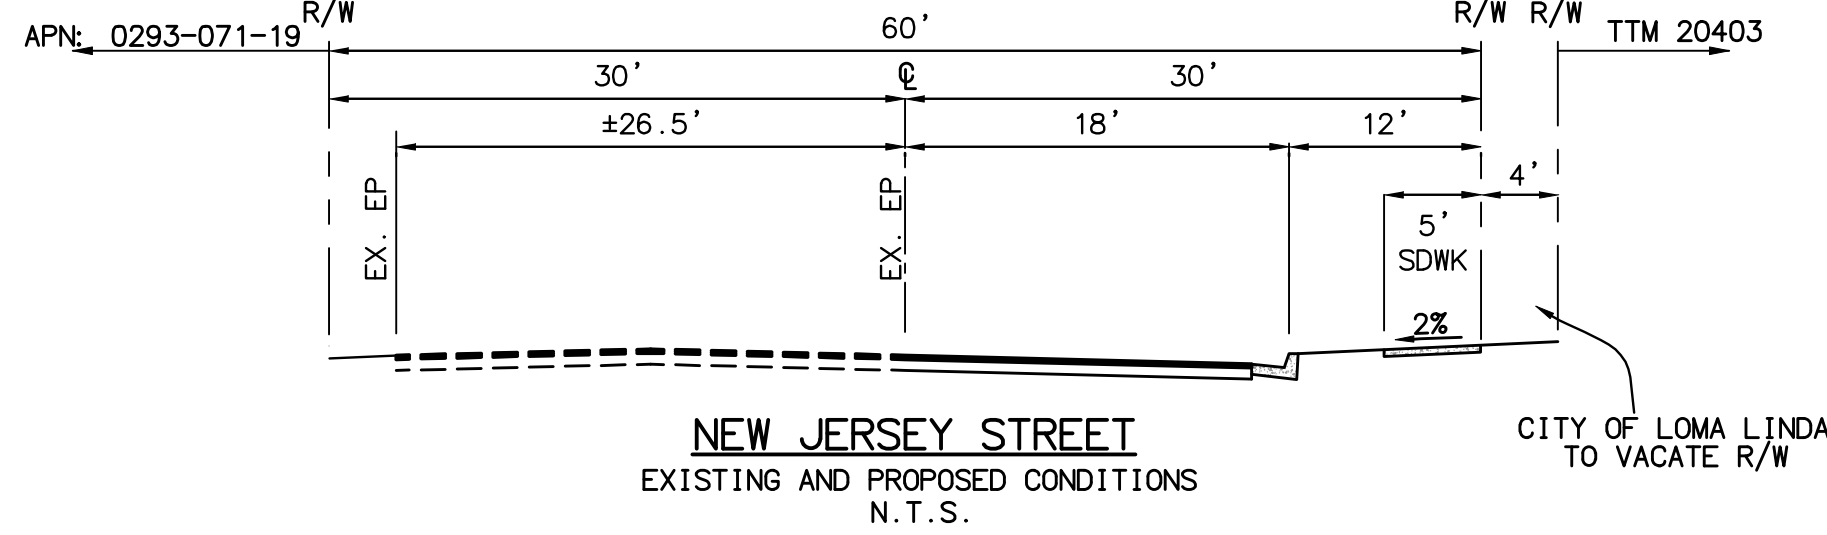 R/W
R/W R/W
APN: 0293-071-19
60'
TTM 20403
30'
℄
30'
±26.5'
18'
12'
4'
EX. EP
EX. EP
5'
SDWK
2%
NEW JERSEY STREET
EXISTING AND PROPOSED CONDITIONS
N.T.S.
CITY OF LOMA LINDA
TO VACATE R/W